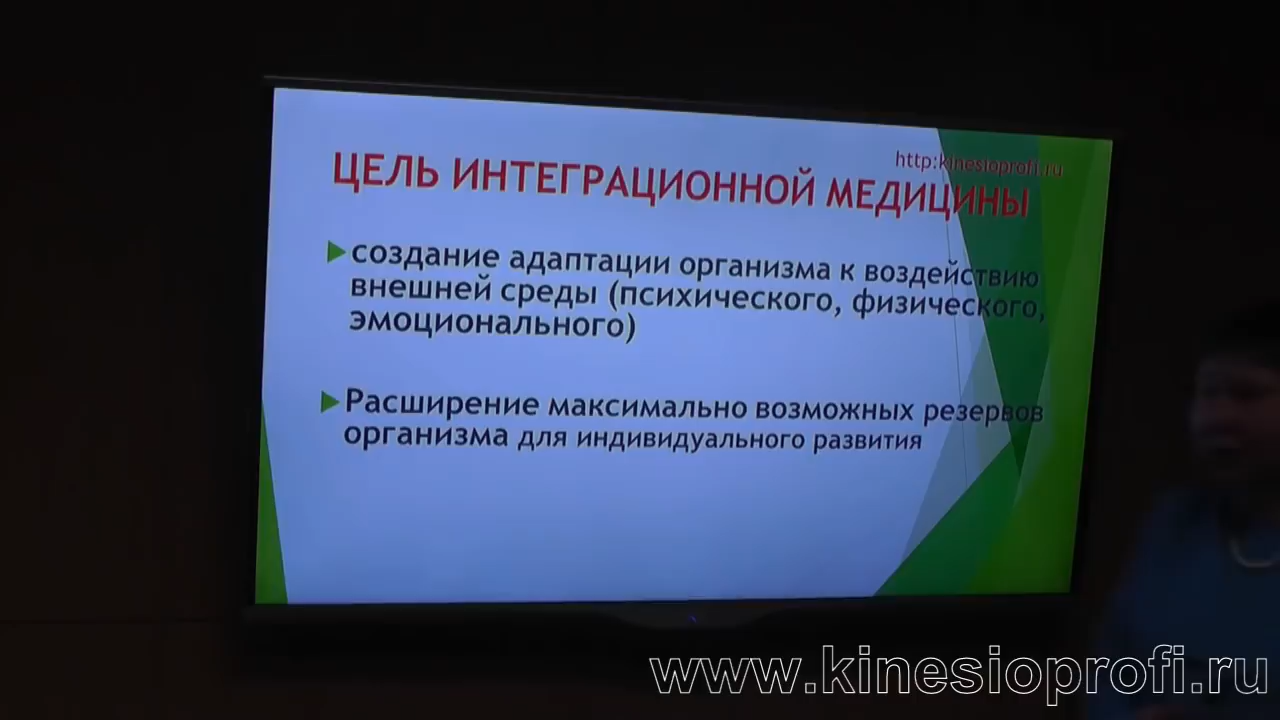 http:kinesioprofi.ru
ЦЕЛЬ ИНТЕГРАЦИОННОЙ МЕДИЦИНЫ
создание адаптации организма к воздействию
внешней среды (психического, физического,
эмоционального)
Расширение максимально возможных резервов
организма для индивидуального развития
www.kinesioprofi.ru